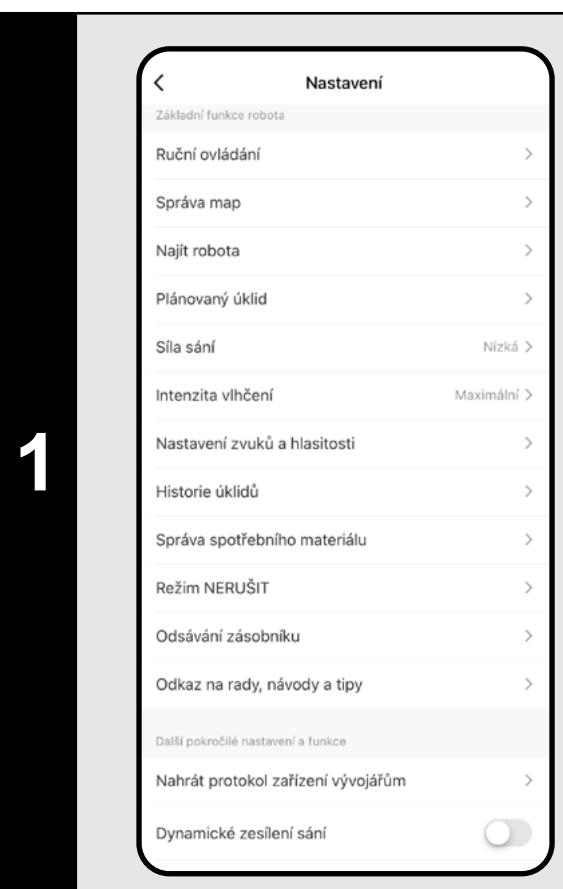 1
Nastavení
Základní funkce robota
Ruční ovládání
Správa map
Najít robota
Plánovaný úklid
Síla sání Nízká
Intenzita vlhčení Maximální
Nastavení zvuků a hlasitosti
Historie úklidů
Správa spotřebního materiálu
Režim NERUŠIT
Odsávání zásobníku
Odkaz na rady, návody a tipy
Další pokročilé nastavení a funkce
Nahrát protokol zařízení vývojářům
Dynamické zesílení sání